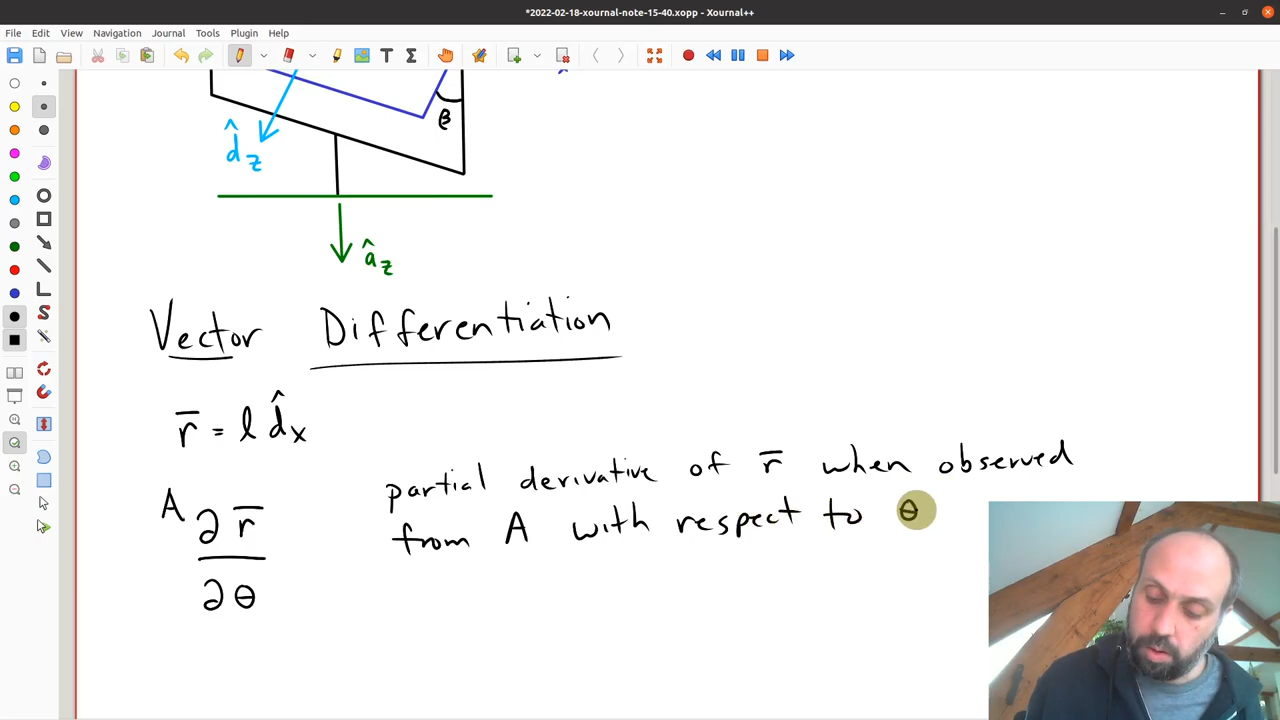 *2022-02-18-xournal-note-15-40.xopp - Xournal++
File Edit View Navigation Journal Tools Plugin Help
β
d̂z
âz
Vector Differentiation
r̄ = l d̂x
partial derivative of r̄ when observed
from A with respect to θ
A∂r̄
∂θ